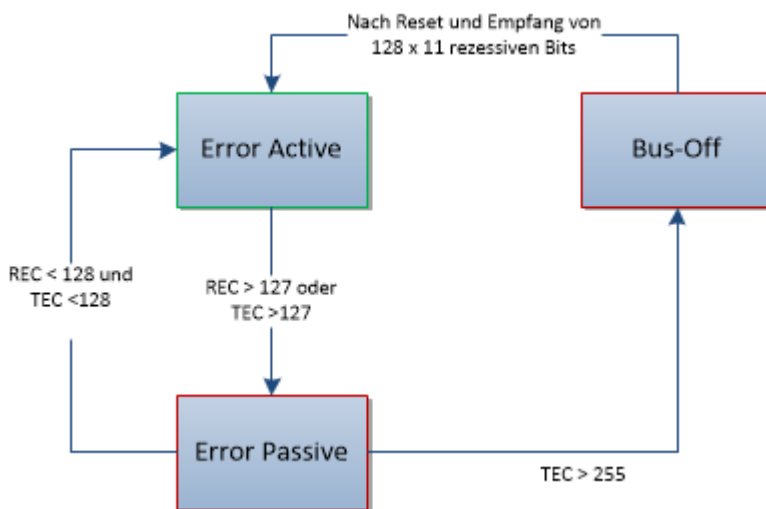 Nach Reset und Empfang von
128 x 11 rezessiven Bits
Error Active
Bus-Off
REC < 128 und
TEC <128
REC > 127 oder
TEC >127
Error Passive
TEC > 255